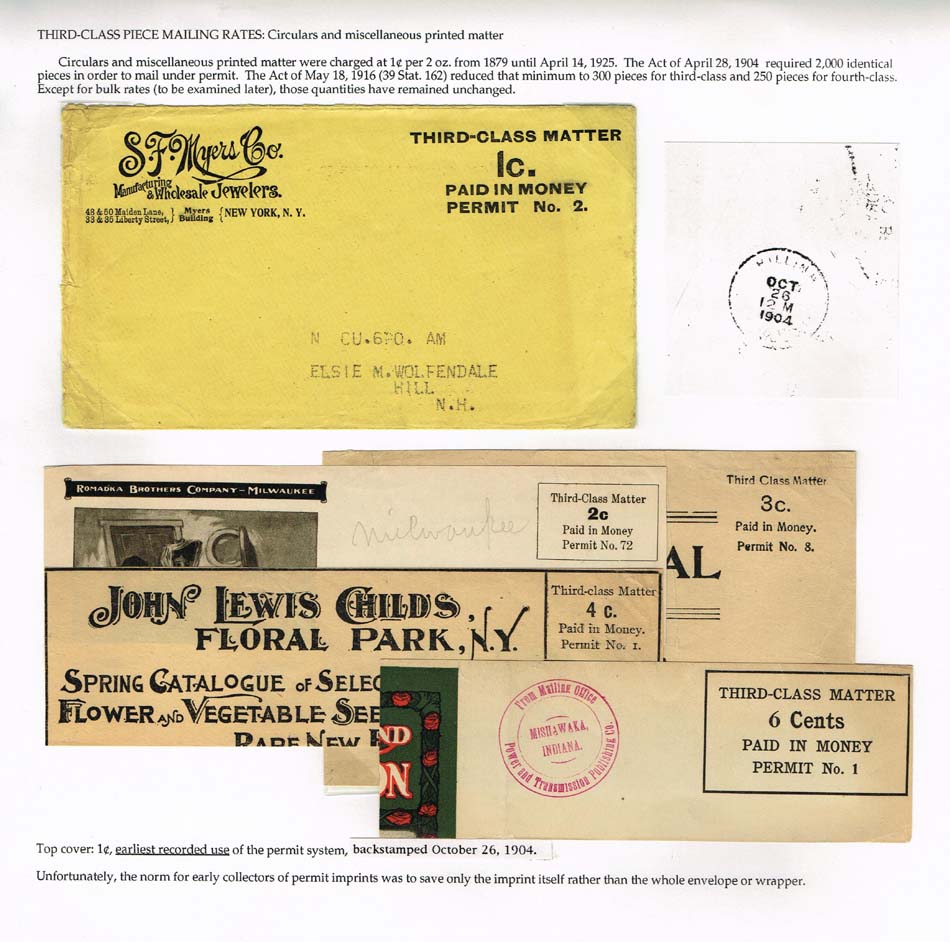 THIRD-CLASS PIECE MAILING RATES: Circulars and miscellaneous printed matter
Circulars and miscellaneous printed matter were charged at 1¢ per 2 oz. from 1879 until April 14, 1925. The Act of April 28, 1904 required 2,000 identical
pieces in order to mail under permit. The Act of May 18, 1916 (39 Stat. 162) reduced that minimum to 300 pieces for third-class and 250 pieces for fourth-class.
Except for bulk rates (to be examined later), those quantities have remained unchanged.
S.F. Myers Co.
Manufacturing
& Wholesale Jewelers.
48 & 50 Maiden Lane, } Myers { NEW YORK, N. Y.
33 & 35 Liberty Street, } Building
THIRD-CLASS MATTER
1c.
PAID IN MONEY
PERMIT No. 2.
OCT
26
12 M
1904
N CU. AM
ELSIE M. WOLFENDALE
HILL
N.H.
ROMADKA BROTHERS COMPANY – MILWAUKEE
milwaukee
Third-Class Matter
2c
Paid in Money
Permit No. 72
Third Class Matter
3c.
Paid in Money.
Permit No. 8.
AL
JOHN LEWIS CHILDS,
FLORAL PARK, N.Y.
SPRING CATALOGUE OF SELEC
FLOWER AND VEGETABLE SEE
RARE NEW
Third-class Matter
4 c.
Paid in Money.
Permit No. 1.
ND
ON
From Mailing Office
MISHAWAKA,
INDIANA.
Power and Transmission Publishing Co.
THIRD-CLASS MATTER
6 Cents
PAID IN MONEY
PERMIT No. 1
Top cover: 1¢, earliest recorded use of the permit system, backstamped October 26, 1904.
Unfortunately, the norm for early collectors of permit imprints was to save only the imprint itself rather than the whole envelope or wrapper.